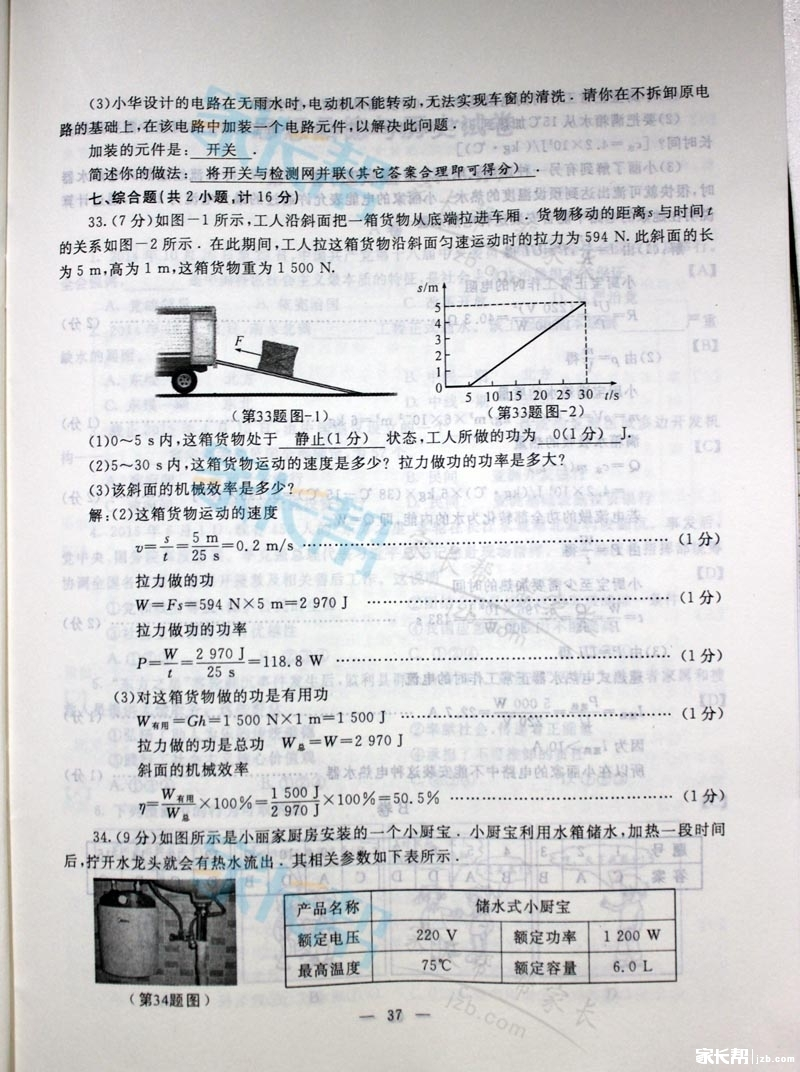 (3)小华设计的电路在无雨水时,电动机不能转动,无法实现车窗的清洗．请你在不拆卸原电
路的基础上,在该电路中加装一个电路元件,以解决此问题．
加装的元件是: 开关 ．
简述你的做法: 将开关与检测网并联(其它答案合理即可得分) ．
七、综合题(共2小题,计16分)
33.(7分)如图－1所示,工人沿斜面把一箱货物从底端拉进车厢．货物移动的距离s与时间t
的关系如图－2所示．在此期间,工人拉这箱货物沿斜面匀速运动时的拉力为594 N.此斜面的长
为5 m,高为1 m,这箱货物重为1 500 N.
F
s/m
5
4
3
2
1
0
5 10 15 20 25 30 t/s
(第33题图-1)
(第33题图-2)
(1)0~5 s内,这箱货物处于 静止(1分) 状态,工人所做的功为 0(1分) J.
(2)5~30 s内,这箱货物运动的速度是多少?拉力做功的功率是多大?
(3)该斜面的机械效率是多少?
解:(2)这箱货物运动的速度
v=s/t=5 m/25 s=0.2 m/s ……………(1分)
拉力做的功
W=Fs=594 N×5 m=2 970 J ……………(1分)
拉力做功的功率
P=W/t=2 970 J/25 s=118.8 W ……………(1分)
(3)对这箱货物做的功是有用功
W有用=Gh=1 500 N×1 m=1 500 J ……………(1分)
拉力做的功是总功 W总=W=2 970 J
斜面的机械效率
η=W有用/W总×100%=1 500 J/2 970 J×100%=50.5% ……………(1分)
34.(9分)如图所示是小丽家厨房安装的一个小厨宝．小厨宝利用水箱储水,加热一段时间
后,拧开水龙头就会有热水流出．其相关参数如下表所示．
产品名称 储水式小厨宝
额定电压 220 V 额定功率 1 200 W
最高温度 75℃ 额定容量 6.0 L
(第34题图)
— 37 —
家长帮 jzb.com